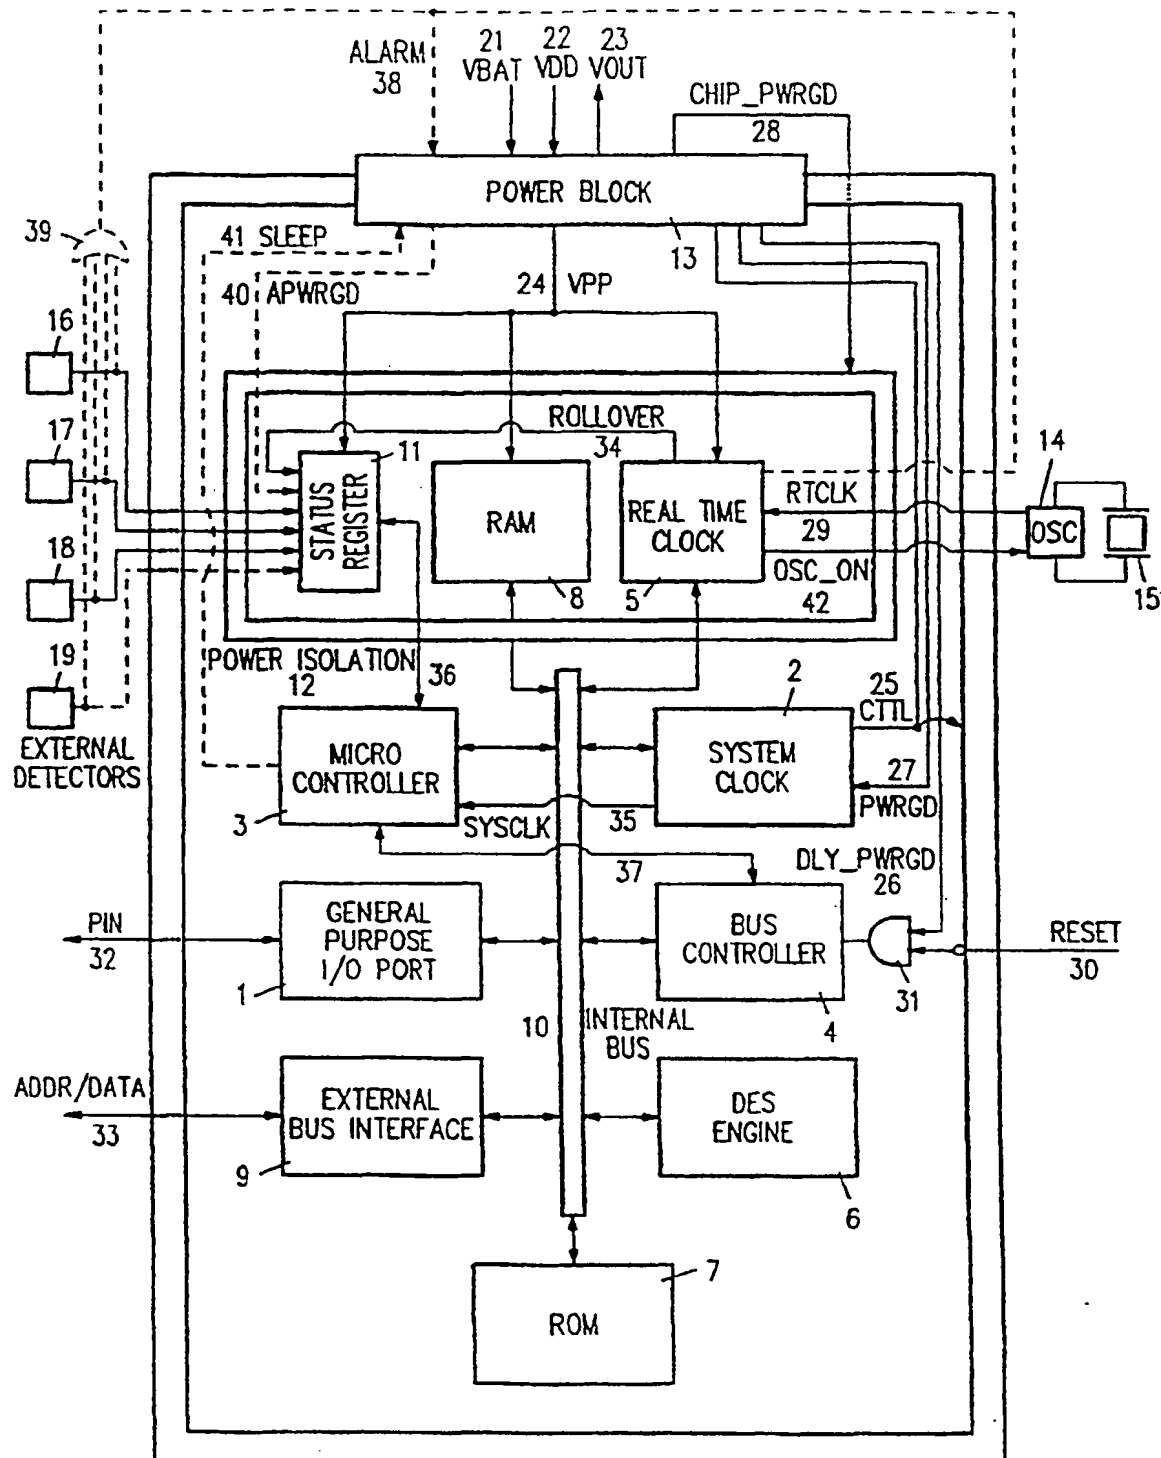 ALARM
38
21
VBAT
22
VDD
23
VOUT
CHIP_PWRGD
28
POWER BLOCK
13
39
41 SLEEP
40 APWRGD
24 VPP
16
17
18
19
EXTERNAL
DETECTORS
ROLLOVER
34
11
STATUS
REGISTER
RAM
8
REAL TIME
CLOCK
5
RTCLK
29
OSC_ON
42
14
OSC
15
POWER ISOLATION
12
36
2
25
CTTL
MICRO
CONTROLLER
3
SYSTEM
CLOCK
27
PWRGD
SYSCLK
35
37
DLY_PWRGD
26
PIN
32
GENERAL
PURPOSE
I/O PORT
1
BUS
CONTROLLER
4
31
RESET
30
10
INTERNAL
BUS
ADDR/DATA
33
EXTERNAL
BUS INTERFACE
9
DES
ENGINE
6
7
ROM